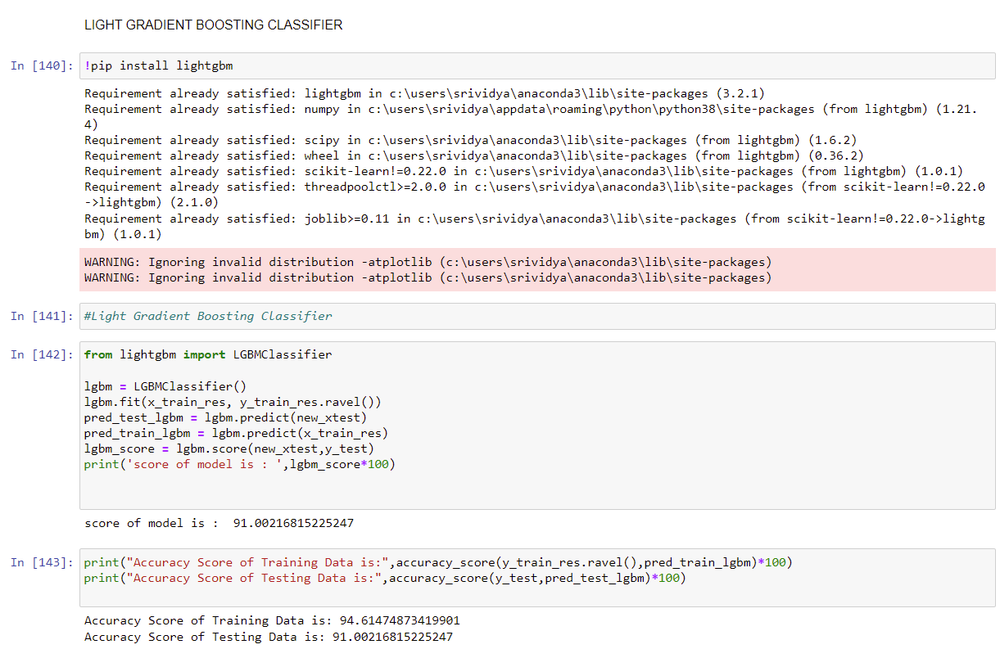 LIGHT GRADIENT BOOSTING CLASSIFIER
In [140]: !pip install lightgbm
Requirement already satisfied: lightgbm in c:\users\srividya\anaconda3\lib\site-packages (3.2.1)
Requirement already satisfied: numpy in c:\users\srividya\appdata\roaming\python\python38\site-packages (from lightgbm) (1.21.
4)
Requirement already satisfied: scipy in c:\users\srividya\anaconda3\lib\site-packages (from lightgbm) (1.6.2)
Requirement already satisfied: wheel in c:\users\srividya\anaconda3\lib\site-packages (from lightgbm) (0.36.2)
Requirement already satisfied: scikit-learn!=0.22.0 in c:\users\srividya\anaconda3\lib\site-packages (from lightgbm) (1.0.1)
Requirement already satisfied: threadpoolctl>=2.0.0 in c:\users\srividya\anaconda3\lib\site-packages (from scikit-learn!=0.22.0
->lightgbm) (2.1.0)
Requirement already satisfied: joblib>=0.11 in c:\users\srividya\anaconda3\lib\site-packages (from scikit-learn!=0.22.0->lightg
bm) (1.0.1)
WARNING: Ignoring invalid distribution -atplotlib (c:\users\srividya\anaconda3\lib\site-packages)
WARNING: Ignoring invalid distribution -atplotlib (c:\users\srividya\anaconda3\lib\site-packages)
In [141]: #Light Gradient Boosting Classifier
In [142]: from lightgbm import LGBMClassifier
lgbm = LGBMClassifier()
lgbm.fit(x_train_res, y_train_res.ravel())
pred_test_lgbm = lgbm.predict(new_xtest)
pred_train_lgbm = lgbm.predict(x_train_res)
lgbm_score = lgbm.score(new_xtest,y_test)
print('score of model is : ',lgbm_score*100)
score of model is :  91.00216815225247
In [143]: print("Accuracy Score of Training Data is:",accuracy_score(y_train_res.ravel(),pred_train_lgbm)*100)
print("Accuracy Score of Testing Data is:",accuracy_score(y_test,pred_test_lgbm)*100)
Accuracy Score of Training Data is: 94.61474873419901
Accuracy Score of Testing Data is: 91.00216815225247